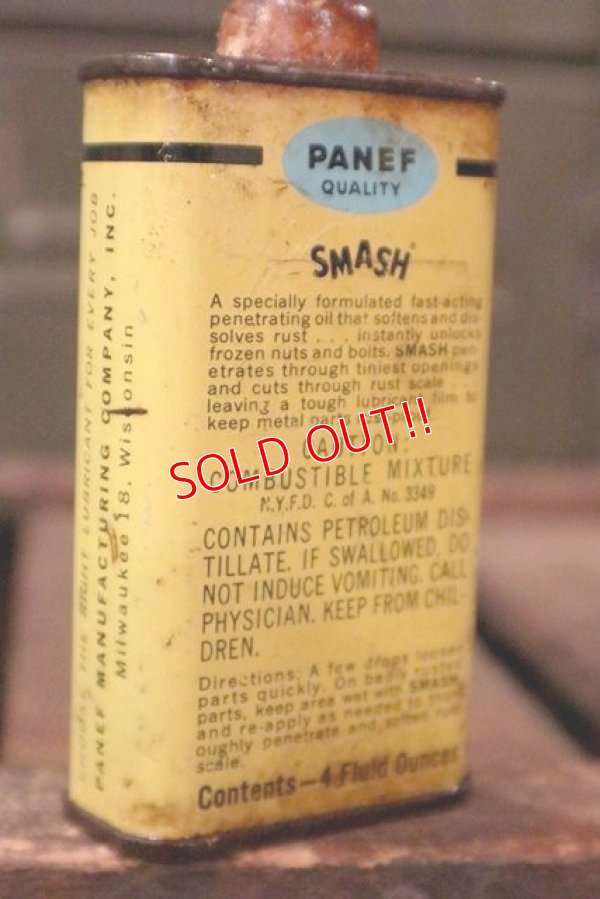 PANEF
QUALITY
SMASH
A specially formulated fast-acting
penetrating oil that softens and dis-
solves rust . . . instantly unlocks
frozen nuts and bolts. SMASH pen-
etrates through tiniest openings
and cuts through rust scale . . .
leaving a tough lubricant film to
keep metal parts
CAUTION:
COMBUSTIBLE MIXTURE
N.Y.F.D. C. of A. No. 3349
CONTAINS PETROLEUM DIS-
TILLATE. IF SWALLOWED, DO
NOT INDUCE VOMITING. CALL
PHYSICIAN. KEEP FROM CHIL-
DREN.
Directions: A few drops loosen
parts quickly. On badly rusted
parts, keep area wet with SMASH
and re-apply as needed to thor-
oughly penetrate and soften rust
scale.
Contents—4 Fluid Ounces
THE RIGHT LUBRICANT FOR EVERY JOB
PANEF MANUFACTURING COMPANY, INC.
Milwaukee 18, Wisconsin
SOLD OUT!!